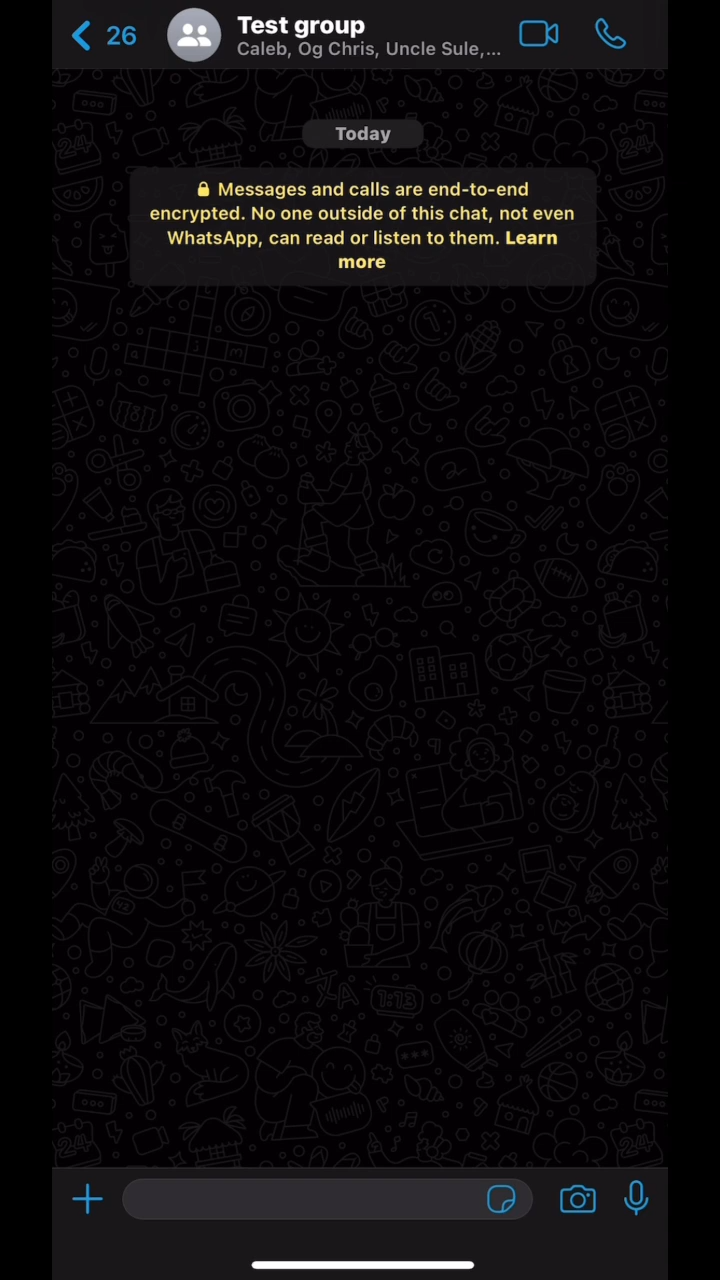 26
Test group
Caleb, Og Chris, Uncle Sule,...
Today
Messages and calls are end-to-end
encrypted. No one outside of this chat, not even
WhatsApp, can read or listen to them. Learn
more